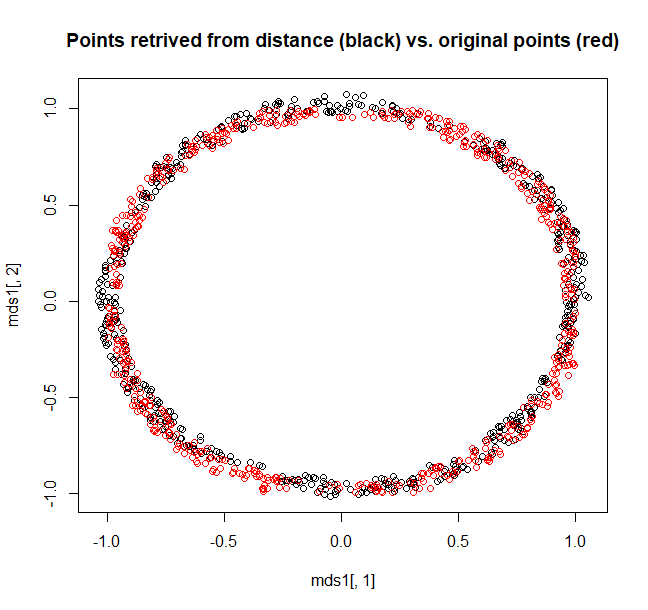 Points retrived from distance (black) vs. original points (red)
1.0
0.5
0.0
-0.5
-1.0
mds1[, 2]
-1.0 -0.5 0.0 0.5 1.0
mds1[, 1]